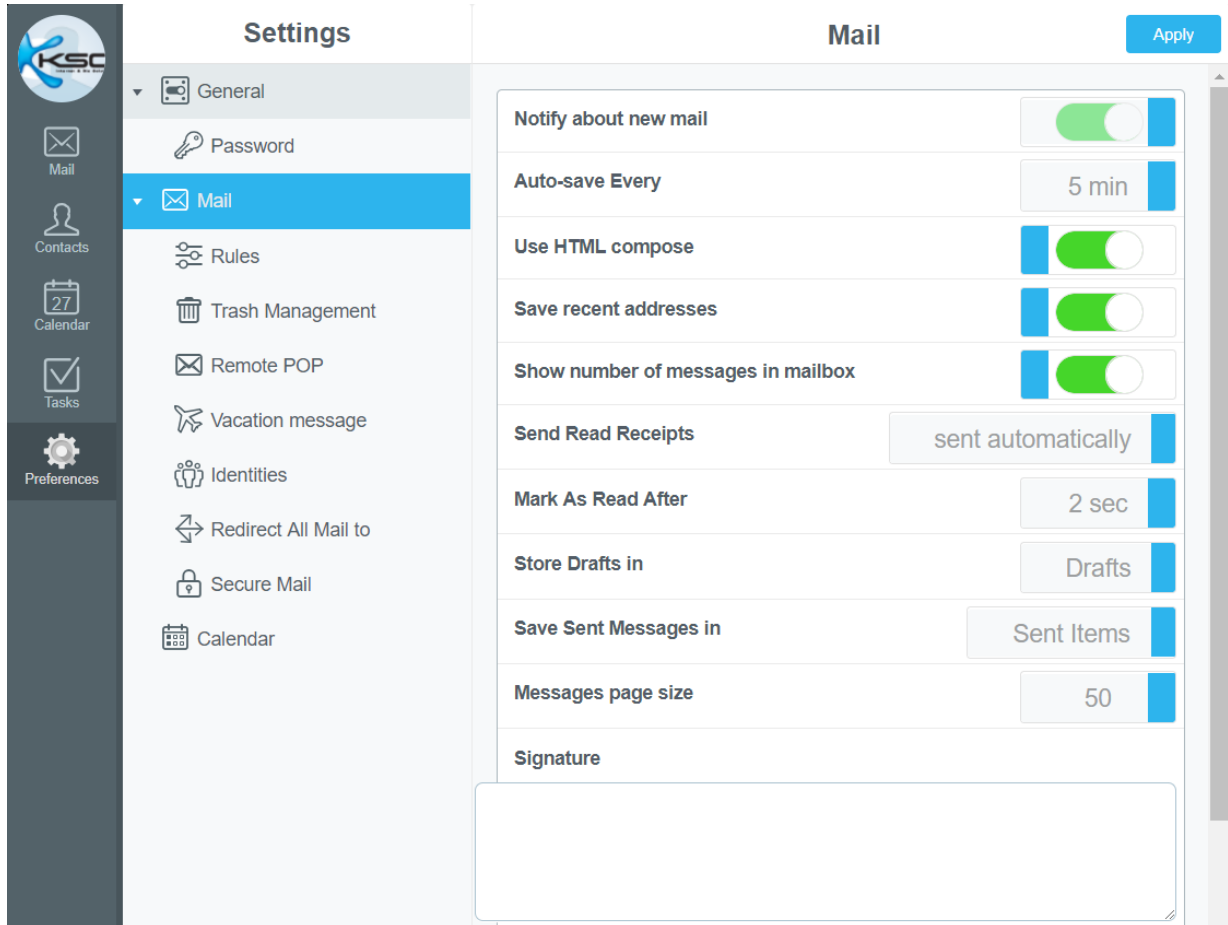 Settings
Mail
Apply
KSC
Mail
Contacts
27
Calendar
Tasks
Preferences
General
Password
Mail
Rules
Trash Management
Remote POP
Vacation message
Identities
Redirect All Mail to
Secure Mail
Calendar
Notify about new mail
Auto-save Every
5 min
Use HTML compose
Save recent addresses
Show number of messages in mailbox
Send Read Receipts
sent automatically
Mark As Read After
2 sec
Store Drafts in
Drafts
Save Sent Messages in
Sent Items
Messages page size
50
Signature